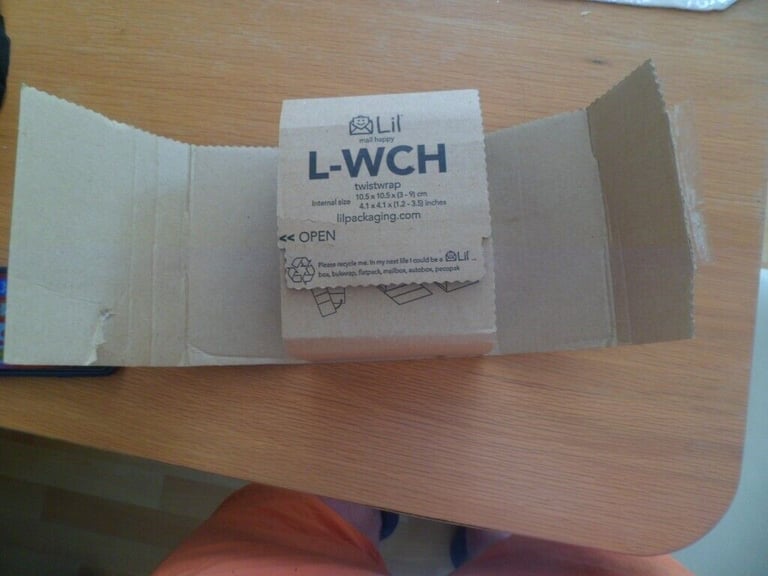 Lil
mail happy
L-WCH
twistwrap
Internal size 10.5 x 10.5 x (3 - 9) cm
4.1 x 4.1 x (1.2 - 3.5) inches
lilpackaging.com
<< OPEN
Please recycle me. In my next life I could be a Lil ...
box, bukwrap, flatpack, mailbox, autobox, pecopak